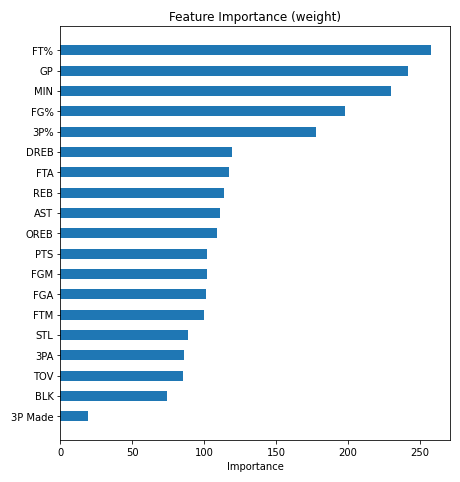 Feature Importance (weight)
FT%
GP
MIN
FG%
3P%
DREB
FTA
REB
AST
OREB
PTS
FGM
FGA
FTM
STL
3PA
TOV
BLK
3P Made
0 50 100 150 200 250
Importance